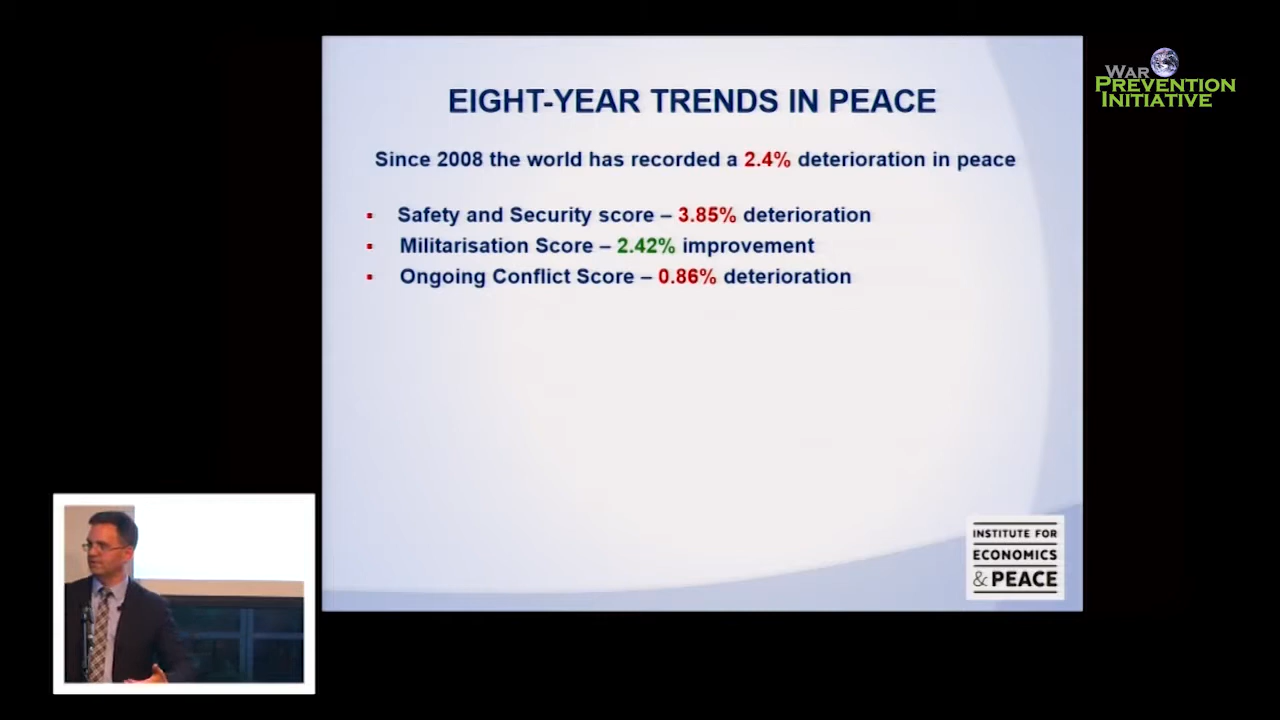 WAR
PREVENTION
INITIATIVE
EIGHT-YEAR TRENDS IN PEACE
Since 2008 the world has recorded a 2.4% deterioration in peace
▪ Safety and Security score – 3.85% deterioration
▪ Militarisation Score – 2.42% improvement
▪ Ongoing Conflict Score – 0.86% deterioration
INSTITUTE FOR
ECONOMICS
& PEACE